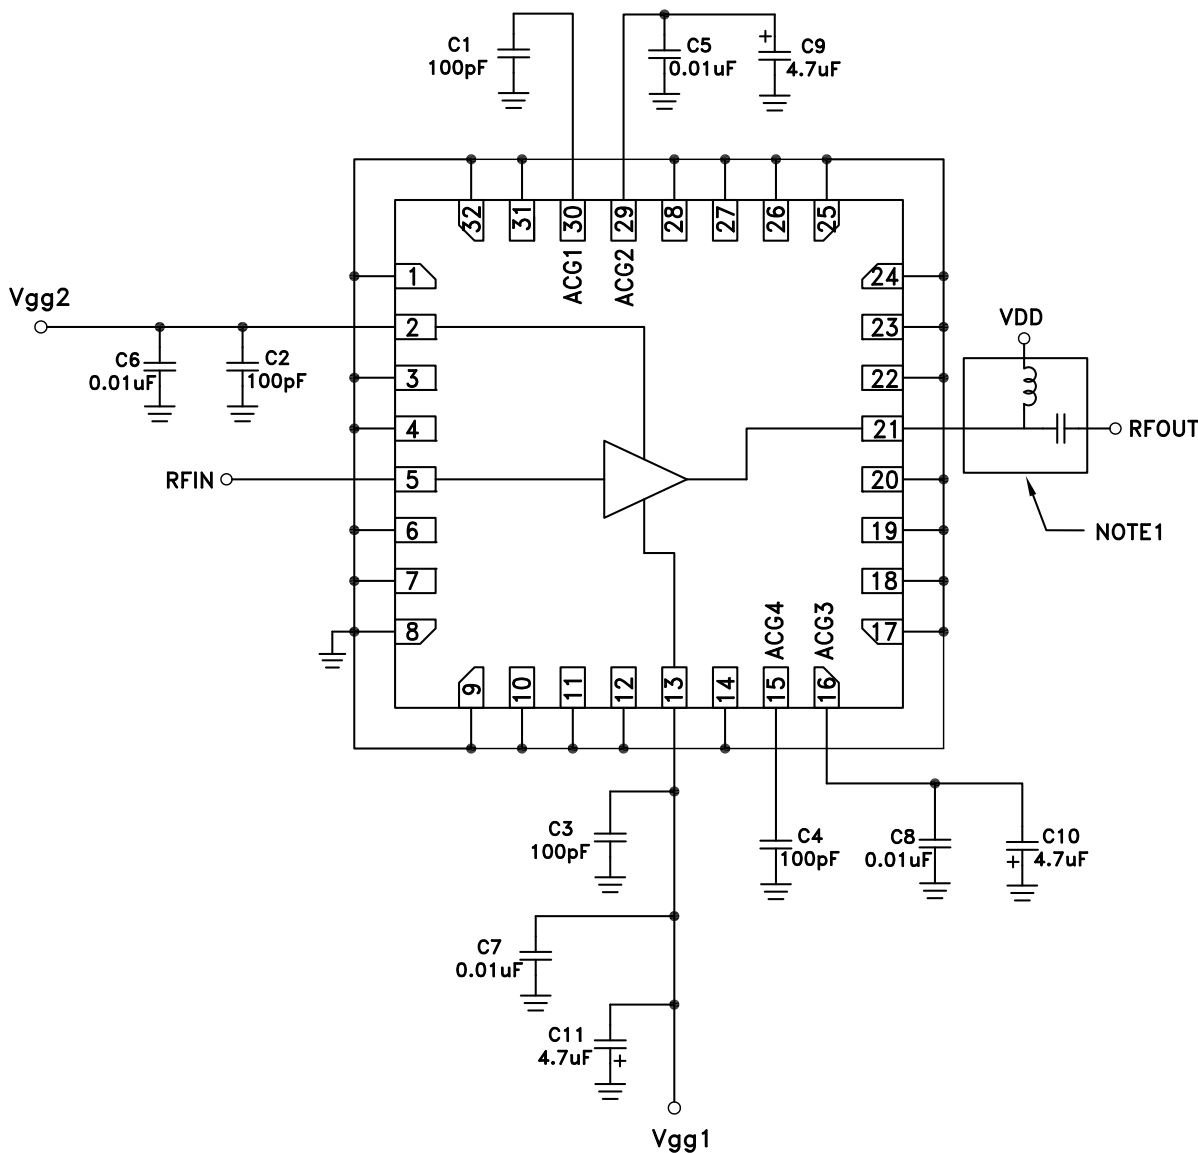 C1
100pF
C5
0.01uF
+
C9
4.7uF
32
31
30
29
28
27
26
25
ACG1
ACG2
Vgg2
1
2
3
4
5
6
7
8
24
23
22
21
20
19
18
17
C6
0.01uF
C2
100pF
VDD
RFIN
RFOUT
NOTE1
ACG4
ACG3
9
10
11
12
13
14
15
16
C3
100pF
C4
100pF
C8
0.01uF
C10
+ 4.7uF
C7
0.01uF
C11
4.7uF +
Vgg1